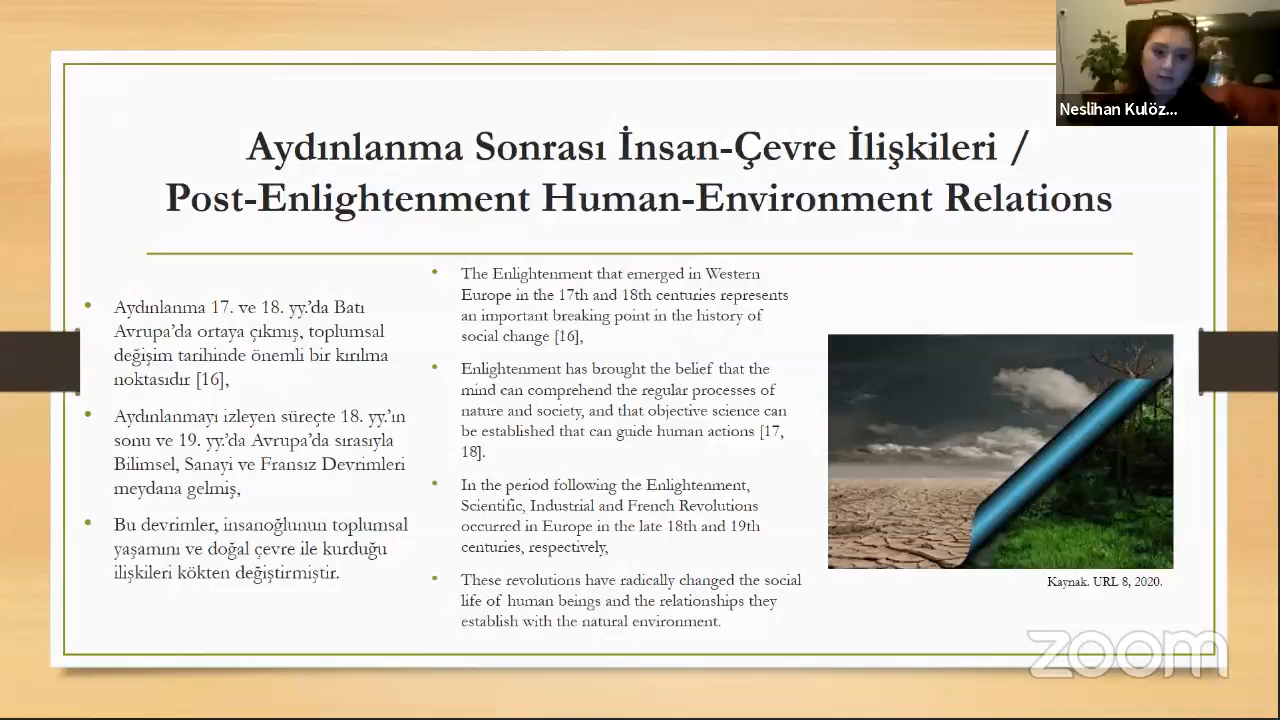 Neslihan Kulöz...
Aydınlanma Sonrası İnsan-Çevre İlişkileri /
Post-Enlightenment Human-Environment Relations
Aydınlanma 17. ve 18. yy.'da Batı
Avrupa'da ortaya çıkmış, toplumsal
değişim tarihinde önemli bir kırılma
noktasıdır [16],
Aydınlanmayı izleyen süreçte 18. yy.'ın
sonu ve 19. yy.'da Avrupa'da sırasıyla
Bilimsel, Sanayi ve Fransız Devrimleri
meydana gelmiş,
Bu devrimler, insanoğlunun toplumsal
yaşamını ve doğal çevre ile kurduğu
ilişkileri kökten değiştirmiştir.
The Enlightenment that emerged in Western
Europe in the 17th and 18th centuries represents
an important breaking point in the history of
social change [16],
Enlightenment has brought the belief that the
mind can comprehend the regular processes of
nature and society, and that objective science can
be established that can guide human actions [17,
18].
In the period following the Enlightenment,
Scientific, Industrial and French Revolutions
occurred in Europe in the late 18th and 19th
centuries, respectively,
These revolutions have radically changed the social
life of human beings and the relationships they
establish with the natural environment.
Kaynak. URL 8, 2020.
zoom